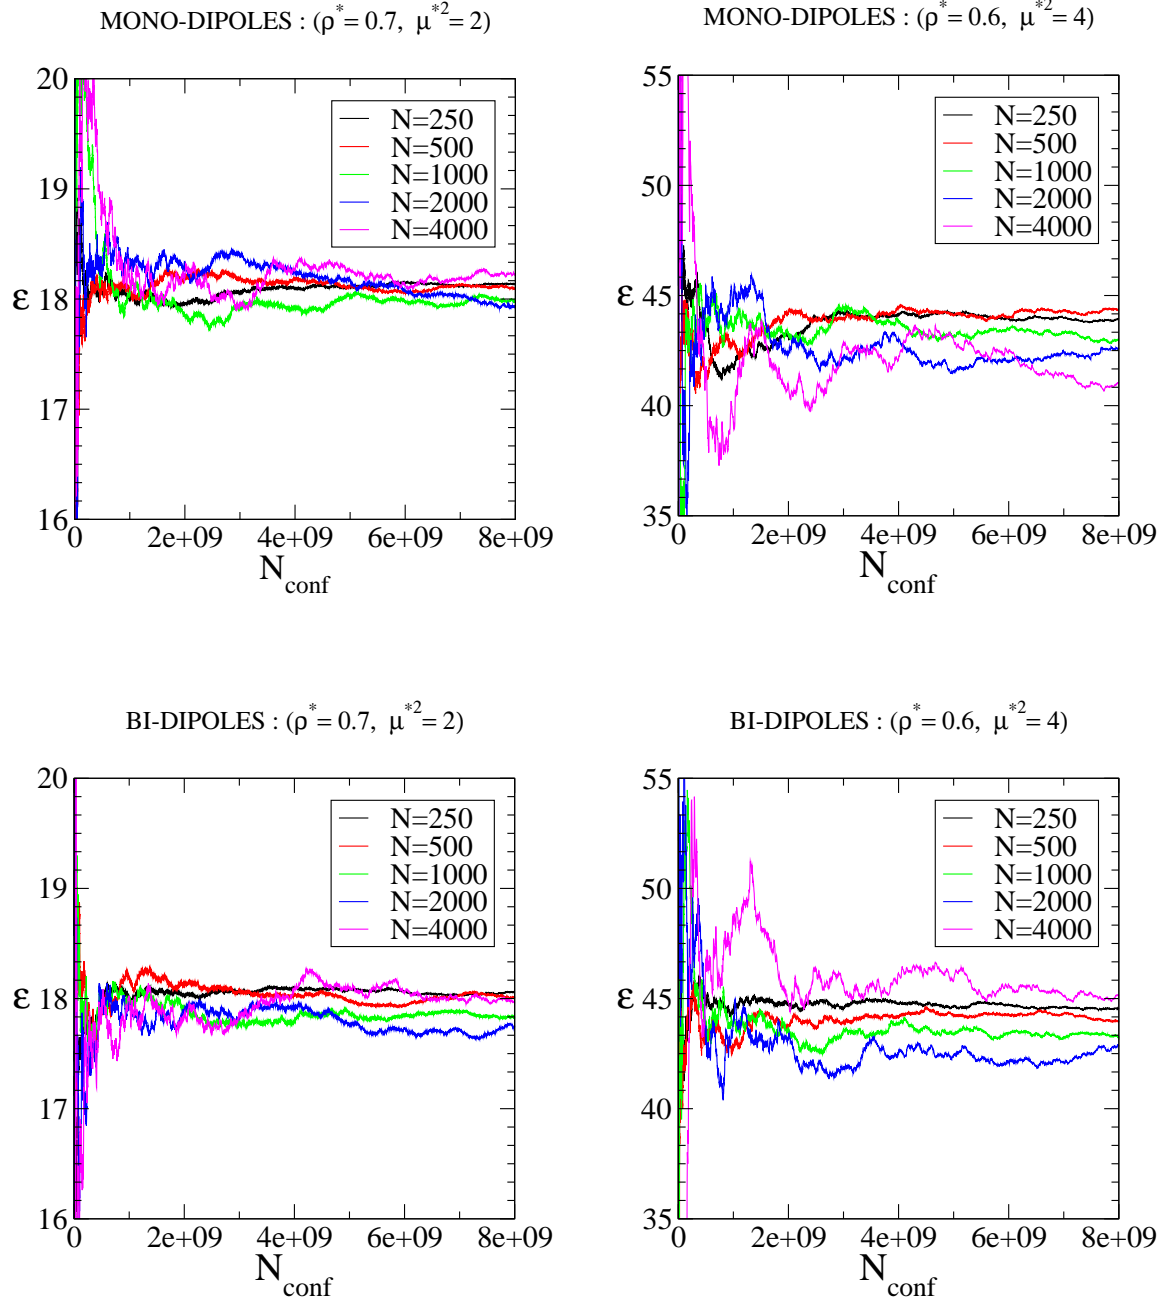 MONO-DIPOLES : (ρ* = 0.7, μ*2 = 2)
20
19
18
17
16
ε
N=250
N=500
N=1000
N=2000
N=4000
0 2e+09 4e+09 6e+09 8e+09
Nconf
MONO-DIPOLES : (ρ* = 0.6, μ*2 = 4)
55
50
45
40
35
ε
N=250
N=500
N=1000
N=2000
N=4000
0 2e+09 4e+09 6e+09 8e+09
Nconf
BI-DIPOLES : (ρ* = 0.7, μ*2 = 2)
20
19
18
17
16
ε
N=250
N=500
N=1000
N=2000
N=4000
0 2e+09 4e+09 6e+09 8e+09
Nconf
BI-DIPOLES : (ρ* = 0.6, μ*2 = 4)
55
50
45
40
35
ε
N=250
N=500
N=1000
N=2000
N=4000
0 2e+09 4e+09 6e+09 8e+09
Nconf